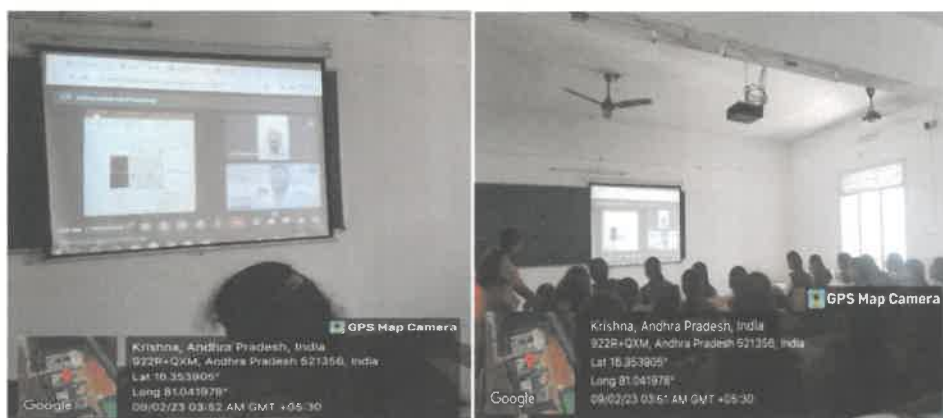 GPS Map Camera
Krishna, Andhra Pradesh, India
922R+QXM, Andhra Pradesh 521356, India
Lat 16.353905°
Long 81.041978°
09/02/23 03:52 AM GMT +05:30
Google
GPS Map Camera
Krishna, Andhra Pradesh, India
922R+QXM, Andhra Pradesh 521356, India
Lat 16.353905°
Long 81.041978°
09/02/23 03:51 AM GMT +05:30
Google